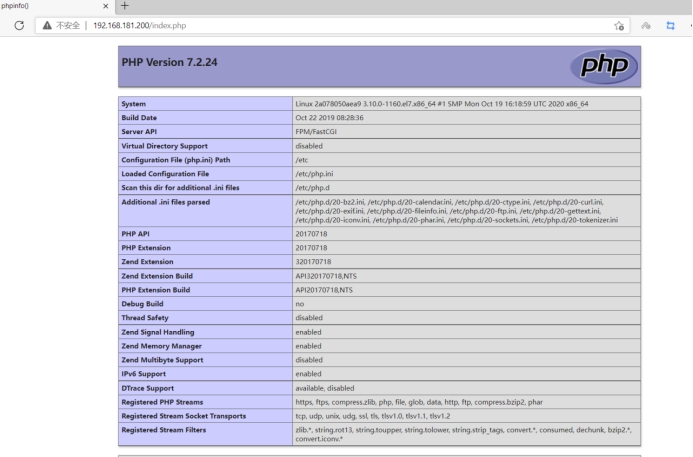 phpinfo()
不安全 | 192.168.181.200/index.php
PHP Version 7.2.24
php
System Linux 2a078050aea9 3.10.0-1160.el7.x86_64 #1 SMP Mon Oct 19 16:18:59 UTC 2020 x86_64
Build Date Oct 22 2019 08:28:36
Server API FPM/FastCGI
Virtual Directory Support disabled
Configuration File (php.ini) Path /etc
Loaded Configuration File /etc/php.ini
Scan this dir for additional .ini files /etc/php.d
Additional .ini files parsed /etc/php.d/20-bz2.ini, /etc/php.d/20-calendar.ini, /etc/php.d/20-ctype.ini, /etc/php.d/20-curl.ini,
/etc/php.d/20-exif.ini, /etc/php.d/20-fileinfo.ini, /etc/php.d/20-ftp.ini, /etc/php.d/20-gettext.ini,
/etc/php.d/20-iconv.ini, /etc/php.d/20-phar.ini, /etc/php.d/20-sockets.ini, /etc/php.d/20-tokenizer.ini
PHP API 20170718
PHP Extension 20170718
Zend Extension 320170718
Zend Extension Build API320170718,NTS
PHP Extension Build API20170718,NTS
Debug Build no
Thread Safety disabled
Zend Signal Handling enabled
Zend Memory Manager enabled
Zend Multibyte Support disabled
IPv6 Support enabled
DTrace Support available, disabled
Registered PHP Streams https, ftps, compress.zlib, php, file, glob, data, http, ftp, compress.bzip2, phar
Registered Stream Socket Transports tcp, udp, unix, udg, ssl, tls, tlsv1.0, tlsv1.1, tlsv1.2
Registered Stream Filters zlib.*, string.rot13, string.toupper, string.tolower, string.strip_tags, convert.*, consumed, dechunk, bzip2.*,
convert.iconv.*